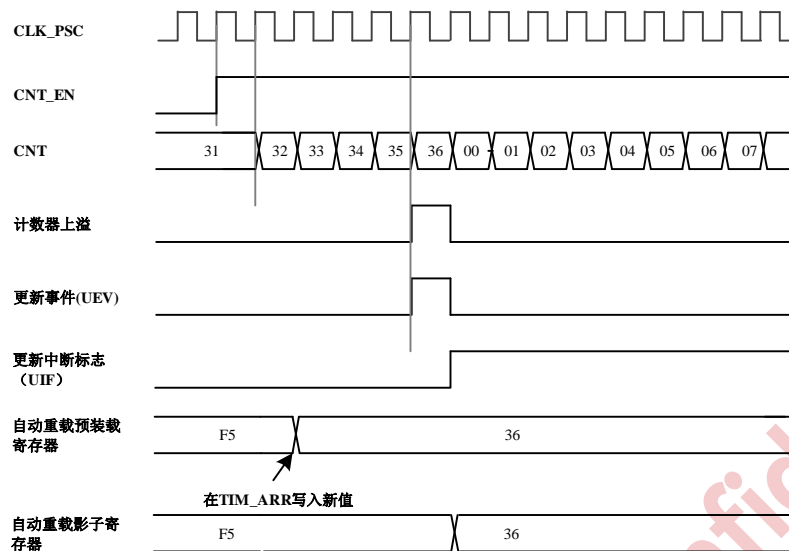 CLK_PSC
CNT_EN
CNT
31 32 33 34 35 36 00 01 02 03 04 05 06 07
计数器上溢
更新事件(UEV)
更新中断标志
（UIF）
自动重载预装载
寄存器
F5 36
在TIM_ARR写入新值
自动重载影子寄
存器
F5 36